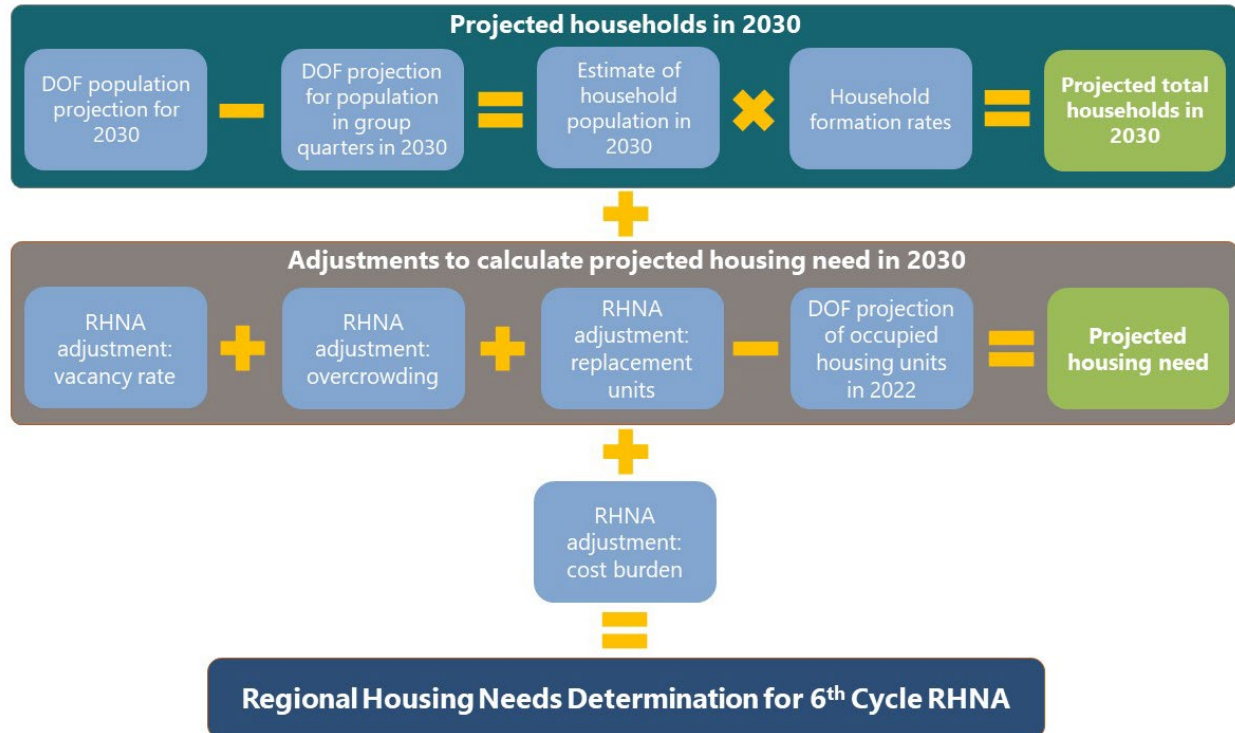 Projected households in 2030
DOF population
projection for
2030
DOF projection
for population
in group
quarters in 2030
Estimate of
household
population in
2030
Household
formation rates
Projected total
households in
2030
Adjustments to calculate projected housing need in 2030
RHNA
adjustment:
vacancy rate
RHNA
adjustment:
overcrowding
RHNA
adjustment:
replacement
units
DOF projection
of occupied
housing units
in 2022
Projected
housing need
RHNA
adjustment:
cost burden
Regional Housing Needs Determination for 6th Cycle RHNA